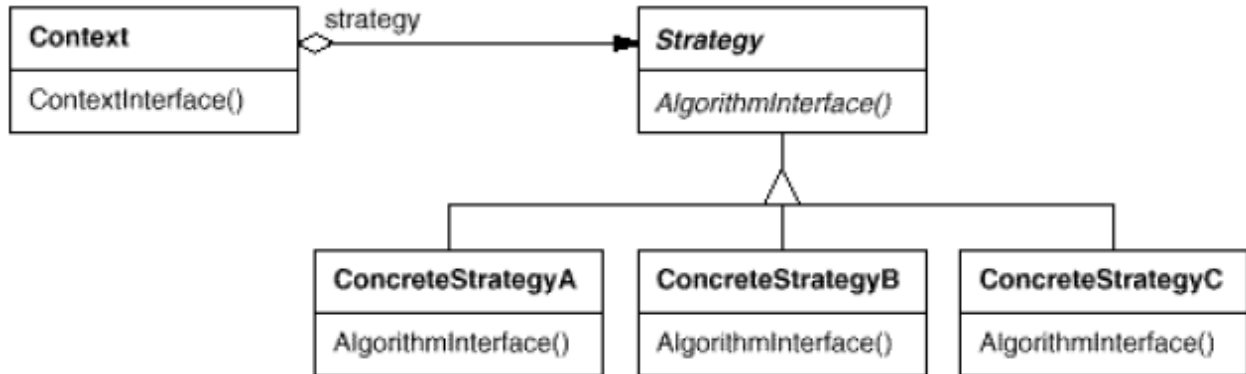 Context
ContextInterface()
strategy
Strategy
AlgorithmInterface()
ConcreteStrategyA
AlgorithmInterface()
ConcreteStrategyB
AlgorithmInterface()
ConcreteStrategyC
AlgorithmInterface()